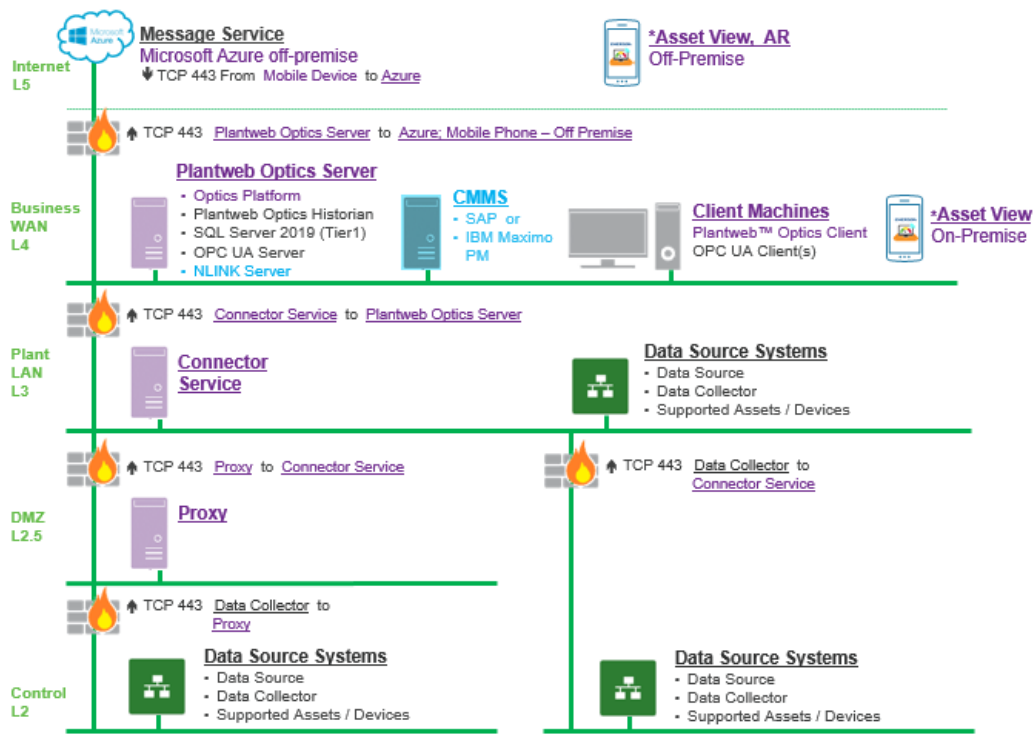 Microsoft
Azure
Message Service
Microsoft Azure off-premise
TCP 443 From Mobile Device to Azure
*Asset View, AR
Off-Premise
Internet
L5
TCP 443 Plantweb Optics Server to Azure; Mobile Phone – Off Premise
Business
WAN
L4
Plantweb Optics Server
- Optics Platform
- Plantweb Optics Historian
- SQL Server 2019 (Tier1)
- OPC UA Server
- NLINK Server
CMMS
- SAP or
- IBM Maximo
PM
Client Machines
Plantweb™ Optics Client
OPC UA Client(s)
*Asset View
On-Premise
TCP 443 Connector Service to Plantweb Optics Server
Plant
LAN
L3
Connector
Service
Data Source Systems
- Data Source
- Data Collector
- Supported Assets / Devices
TCP 443 Proxy to Connector Service
TCP 443 Data Collector to
Connector Service
DMZ
L2.5
Proxy
TCP 443 Data Collector to
Proxy
Control
L2
Data Source Systems
- Data Source
- Data Collector
- Supported Assets / Devices
Data Source Systems
- Data Source
- Data Collector
- Supported Assets / Devices